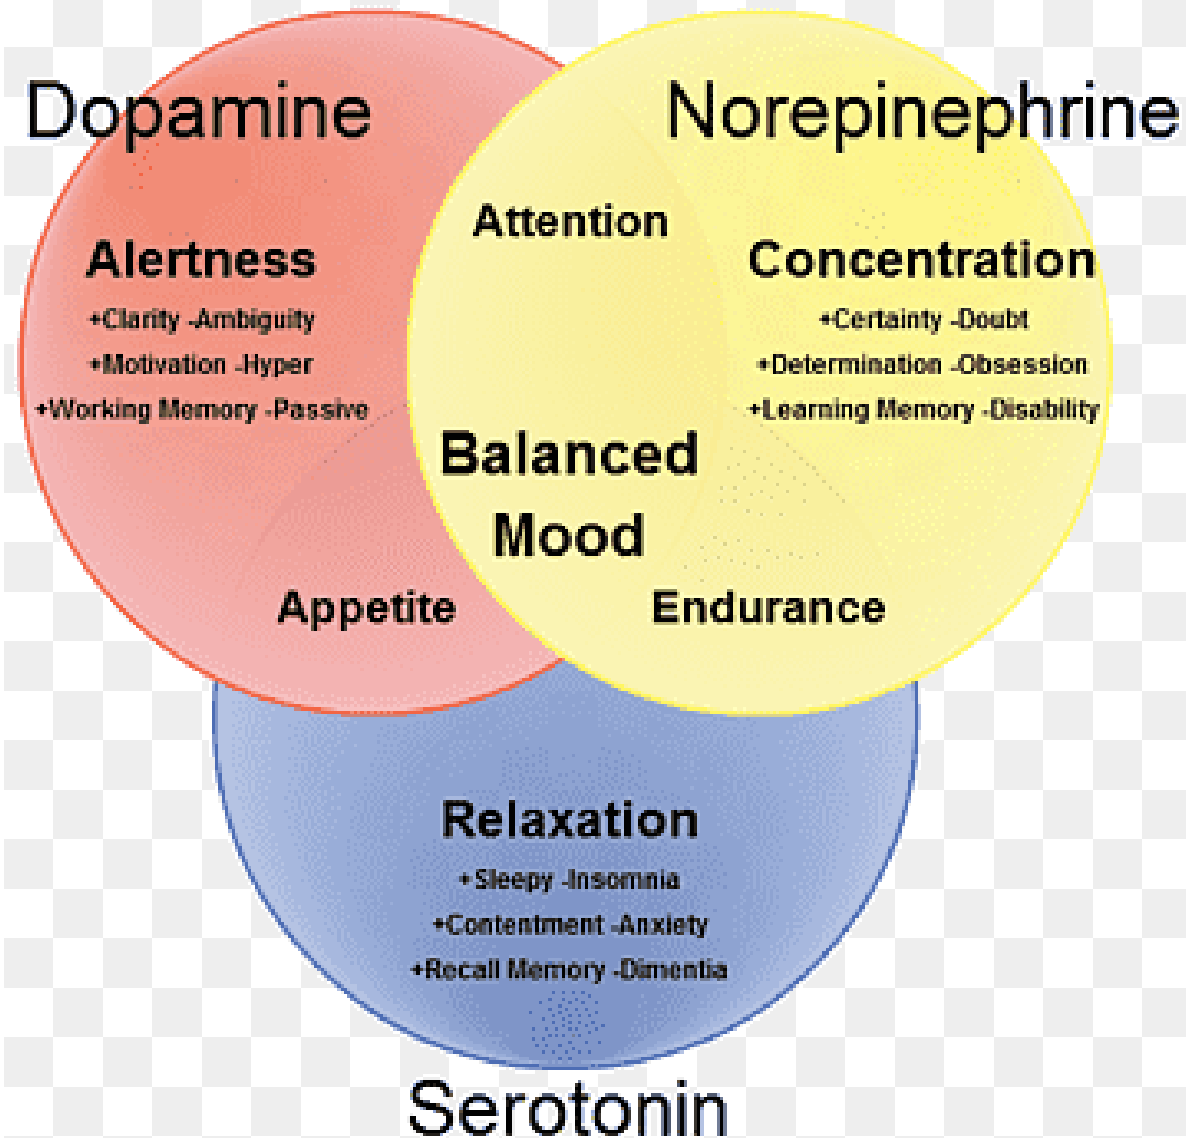 Dopamine
Norepinephrine
Attention
Alertness
+Clarity -Ambiguity
+Motivation -Hyper
+Working Memory -Passive
Concentration
+Certainty -Doubt
+Determination -Obsession
+Learning Memory -Disability
Balanced
Mood
Appetite
Endurance
Relaxation
+Sleepy -Insomnia
+Contentment -Anxiety
+Recall Memory -Dimentia
Serotonin